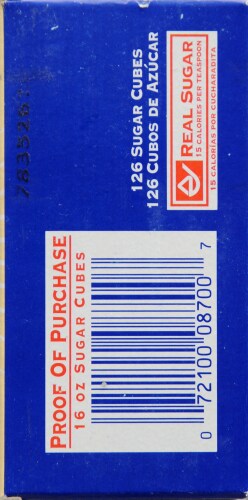 126 SUGAR CUBES
126 CUBOS DE AZÚCAR
REAL SUGAR
15 CALORIES PER TEASPOON
15 CALORÍAS POR CUCHARADITA
PROOF OF PURCHASE
16 OZ SUGAR CUBES
0 72100 08700 7